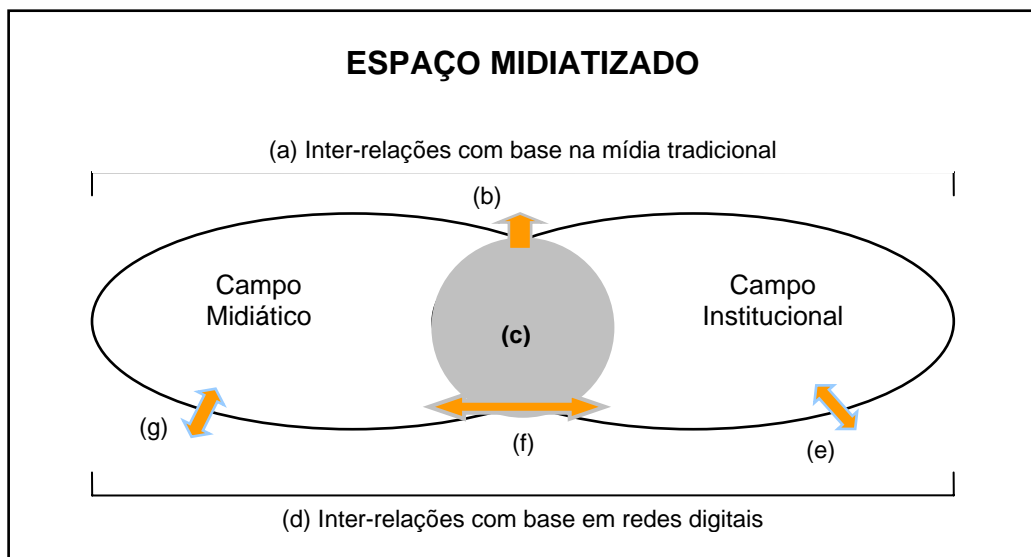 ESPAÇO MIDIATIZADO
(a) Inter-relações com base na mídia tradicional
(b)
Campo
Midiático
(c)
Campo
Institucional
(g)
(f)
(e)
(d) Inter-relações com base em redes digitais